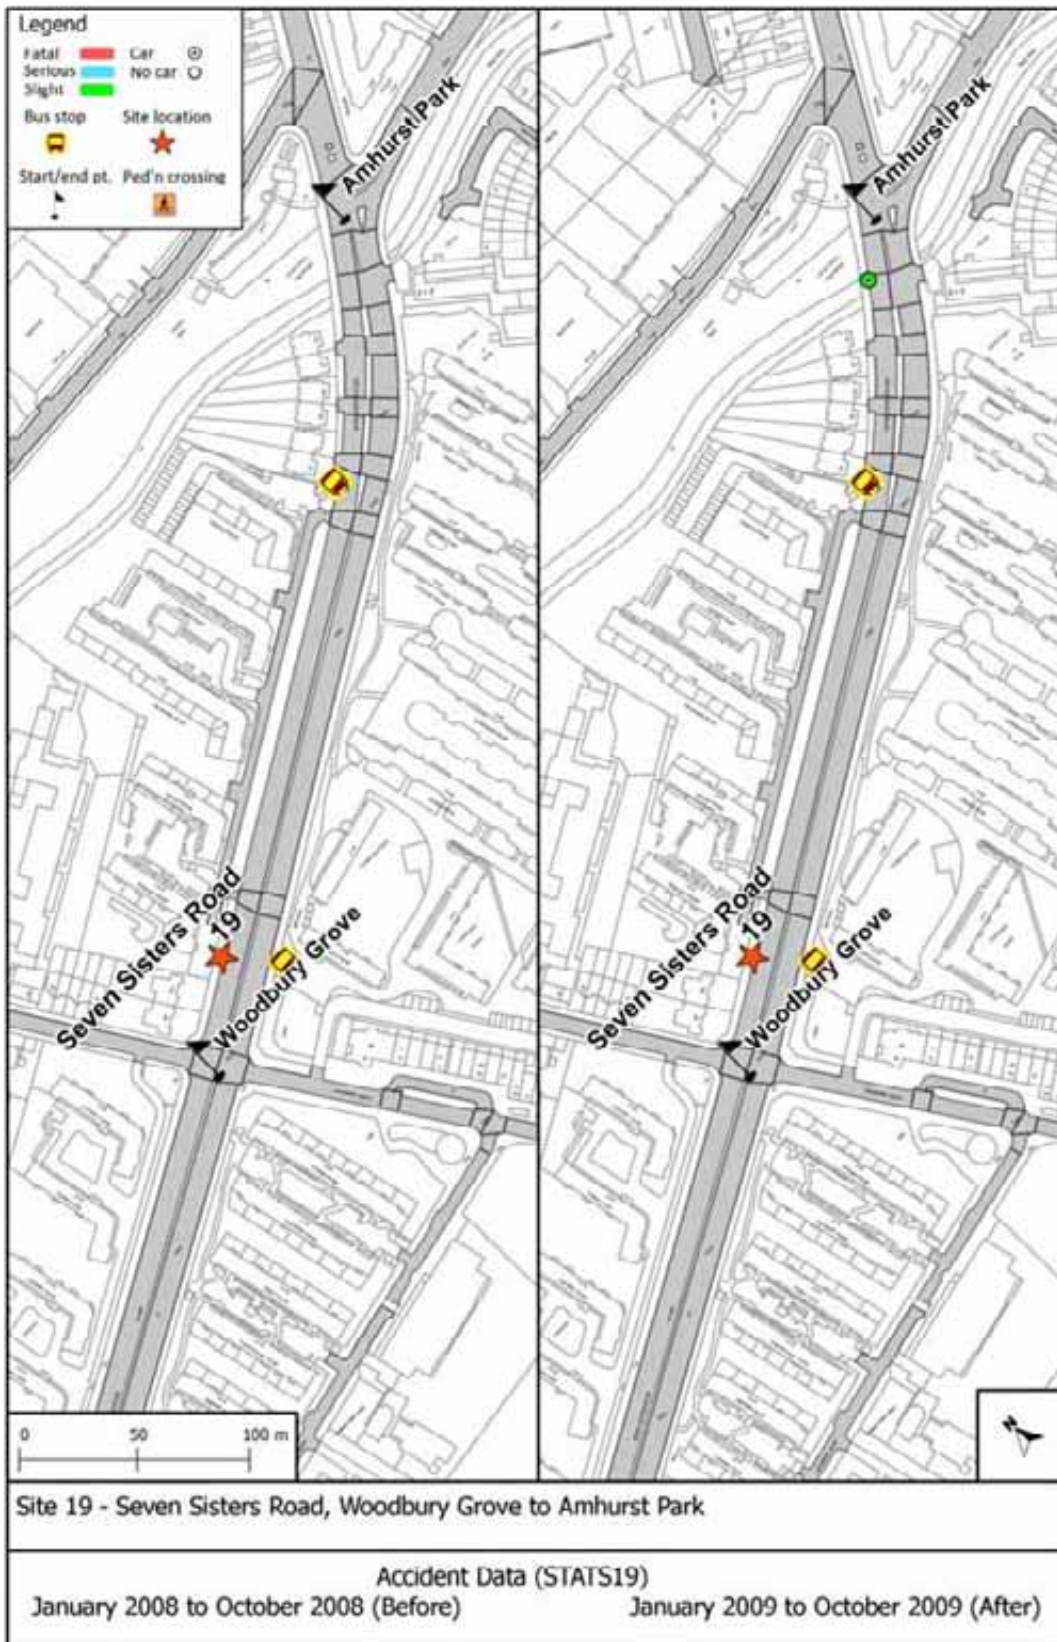 Legend
Fatal Car
Serious No car
Slight
Bus stop Site location
Start/end pt. Ped'n crossing
Amhurst Park
Amhurst Park
Seven Sisters Road
19
Woodbury Grove
Seven Sisters Road
19
Woodbury Grove
0 50 100 m
N
Site 19 - Seven Sisters Road, Woodbury Grove to Amhurst Park
Accident Data (STATS19)
January 2008 to October 2008 (Before) January 2009 to October 2009 (After)